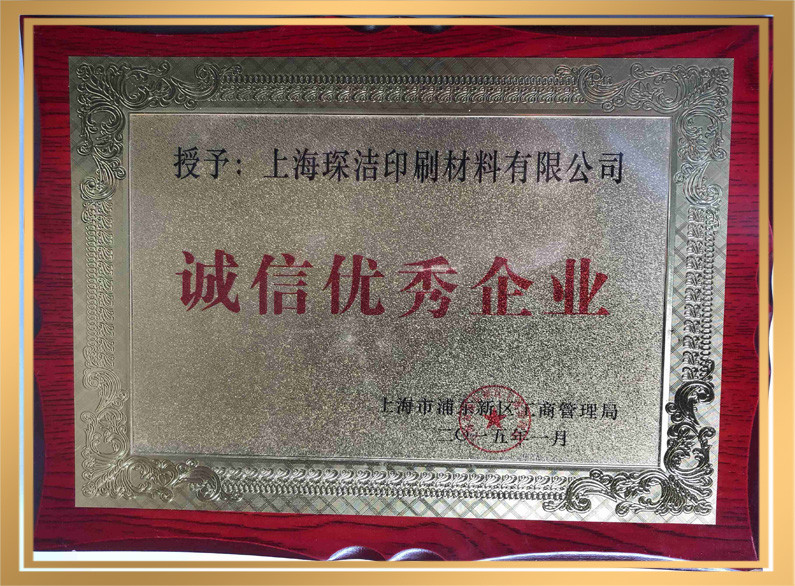 授予：上海琛洁印刷材料有限公司
诚信优秀企业
上海市浦东新区工商管理局
二〇一五年一月